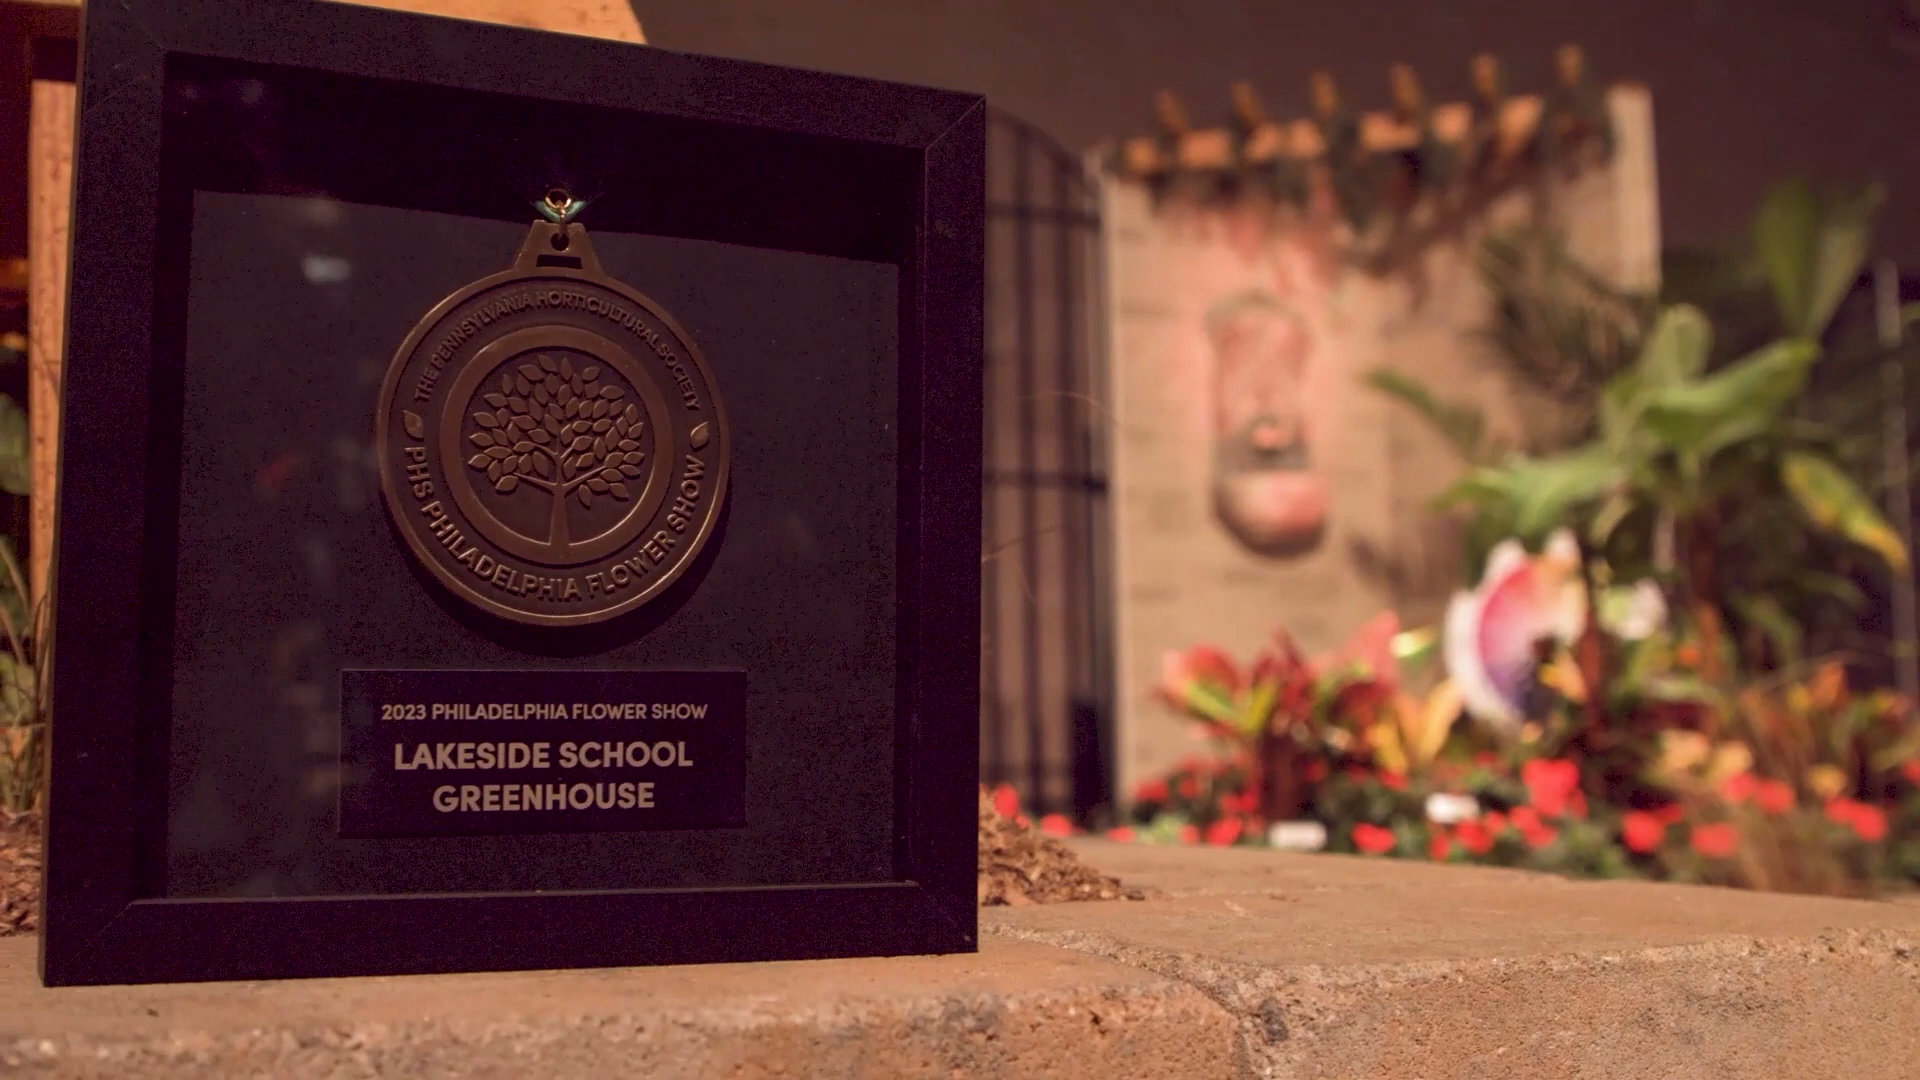 THE PENNSYLVANIA HORTICULTURAL SOCIETY
PHS PHILADELPHIA FLOWER SHOW
2023 PHILADELPHIA FLOWER SHOW
LAKESIDE SCHOOL
GREENHOUSE